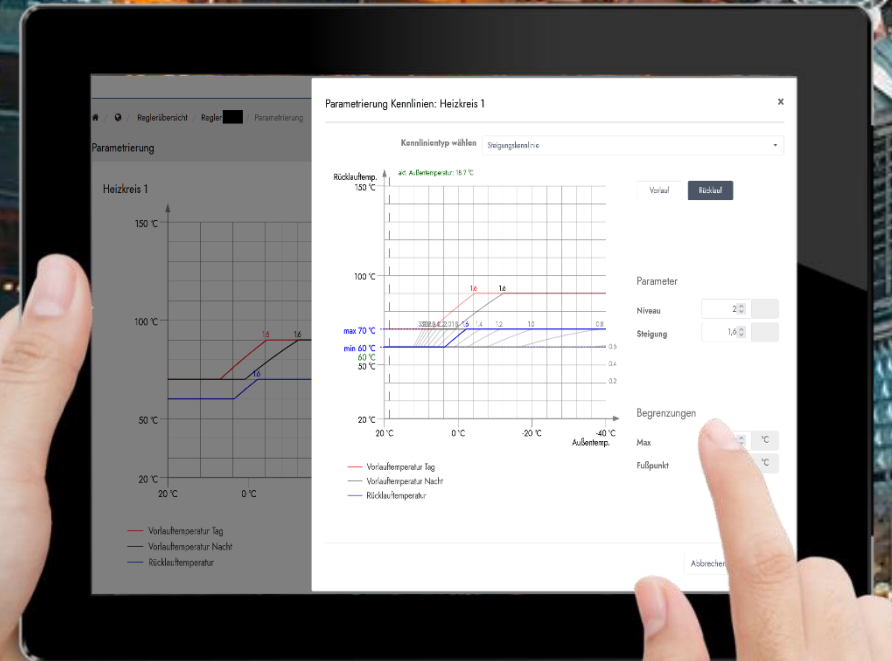 Reglerübersicht / Regler / Parametrierung
Parametrierung
Heizkreis 1
150 °C
100 °C
50 °C
20 °C
20 °C 0 °C
1.6 1.6
1.6
Vorlauftemperatur Tag
Vorlauftemperatur Nacht
Rücklauftemperatur
Parametrierung Kennlinien: Heizkreis 1 x
Kennlinientyp wählen Steigungskennlinie
Rücklauftemp. akt. Außentemperatur: 18.7 °C
150 °C
100 °C
max 70 °C
min 60 °C
60 °C
50 °C
20 °C
1.6 1.6
1.6 1.4 1.2 1.0 0.8
0.4
0.2
20 °C 0 °C -20 °C -40 °C
Außentemp.
Vorlauftemperatur Tag
Vorlauftemperatur Nacht
Rücklauftemperatur
Vorlauf Rücklauf
Parameter
Niveau 2
Steigung 1,6
Begrenzungen
Max °C
Fußpunkt °C
Abbrechen